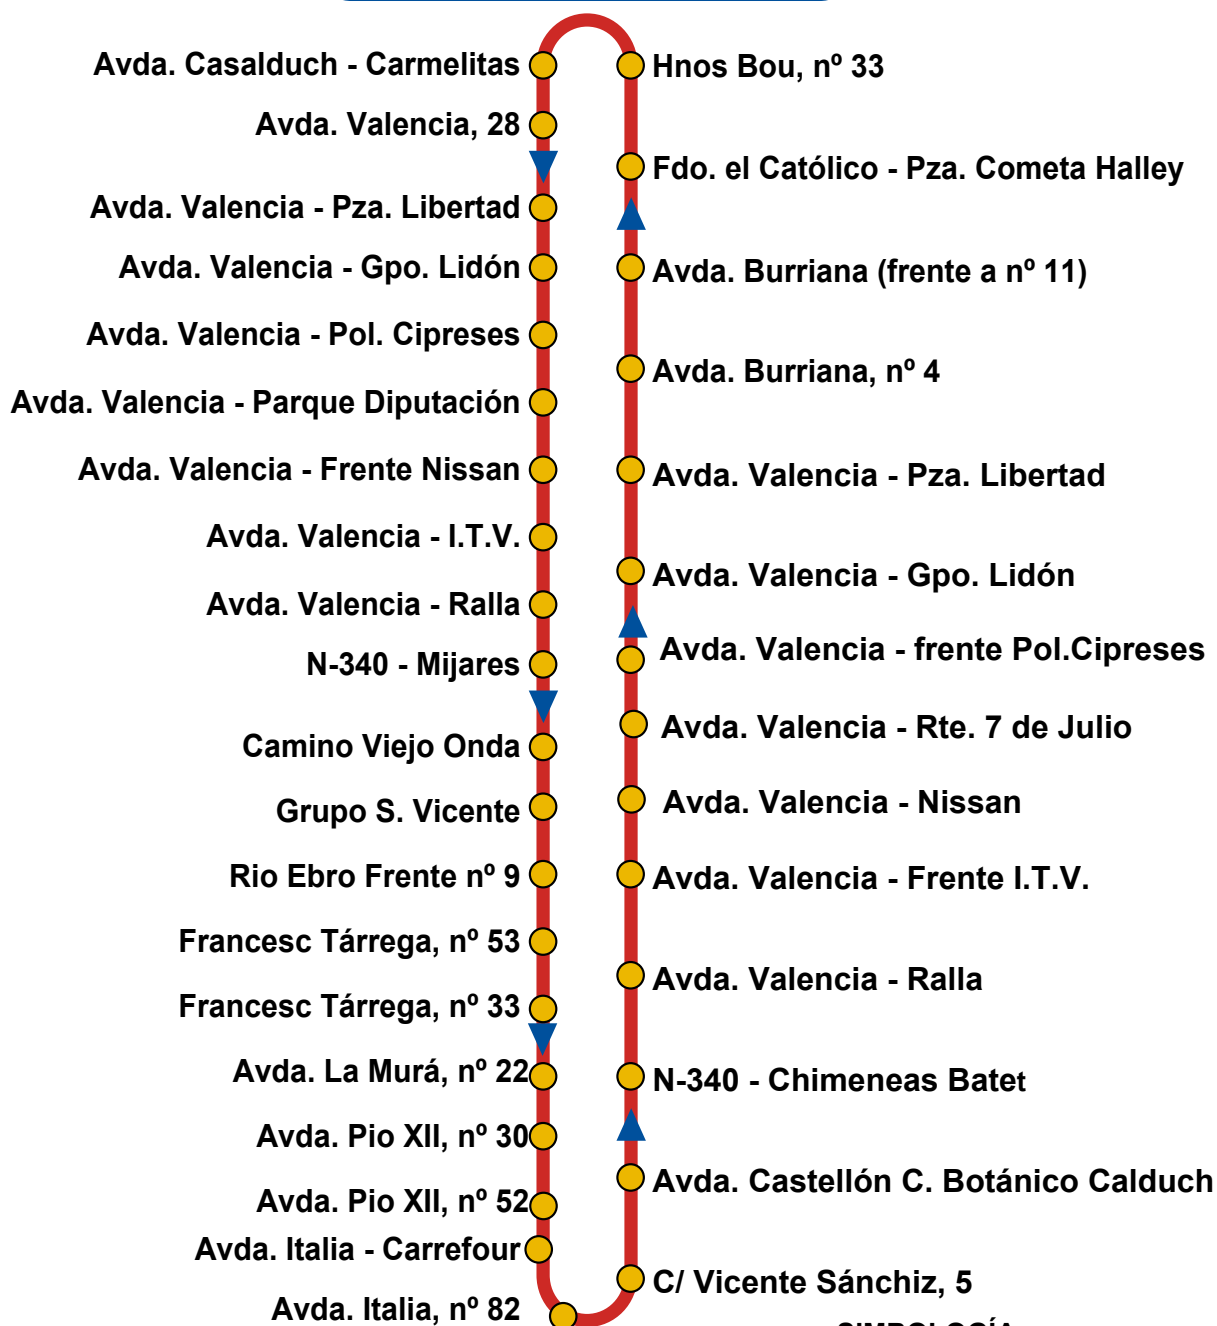 Avda. Casalduch - Carmelitas
Avda. Valencia, 28
Avda. Valencia - Pza. Libertad
Avda. Valencia - Gpo. Lidón
Avda. Valencia - Pol. Cipreses
Avda. Valencia - Parque Diputación
Avda. Valencia - Frente Nissan
Avda. Valencia - I.T.V.
Avda. Valencia - Ralla
N-340 - Mijares
Camino Viejo Onda
Grupo S. Vicente
Rio Ebro Frente nº 9
Francesc Tárrega, nº 53
Francesc Tárrega, nº 33
Avda. La Murá, nº 22
Avda. Pio XII, nº 30
Avda. Pio XII, nº 52
Avda. Italia - Carrefour
Avda. Italia, nº 82
Hnos Bou, nº 33
Fdo. el Católico - Pza. Cometa Halley
Avda. Burriana (frente a nº 11)
Avda. Burriana, nº 4
Avda. Valencia - Pza. Libertad
Avda. Valencia - Gpo. Lidón
Avda. Valencia - frente Pol.Cipreses
Avda. Valencia - Rte. 7 de Julio
Avda. Valencia - Nissan
Avda. Valencia - Frente I.T.V.
Avda. Valencia - Ralla
N-340 - Chimeneas Batet
Avda. Castellón C. Botánico Calduch
C/ Vicente Sánchiz, 5
SIMBOLOGÍA